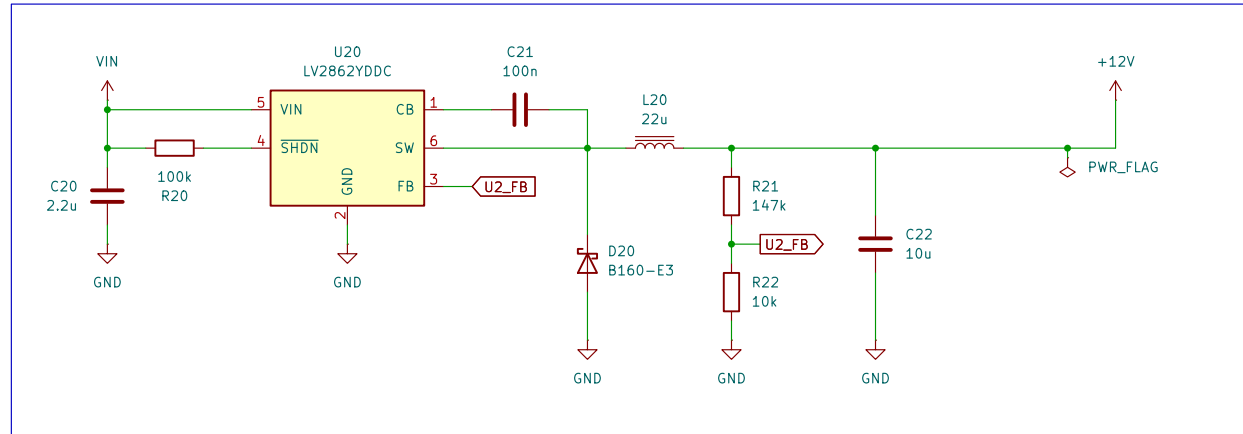 VIN
U20
LV2862YDDC
C21
100n
+12V
5
VIN
CB
1
L20
22u
4
SHDN
SW
6
100k
R20
GND
2
FB
3
U2_FB
C20
2.2u
R21
147k
PWR_FLAG
U2_FB
C22
10u
D20
B160-E3
R22
10k
GND
GND
GND
GND
GND